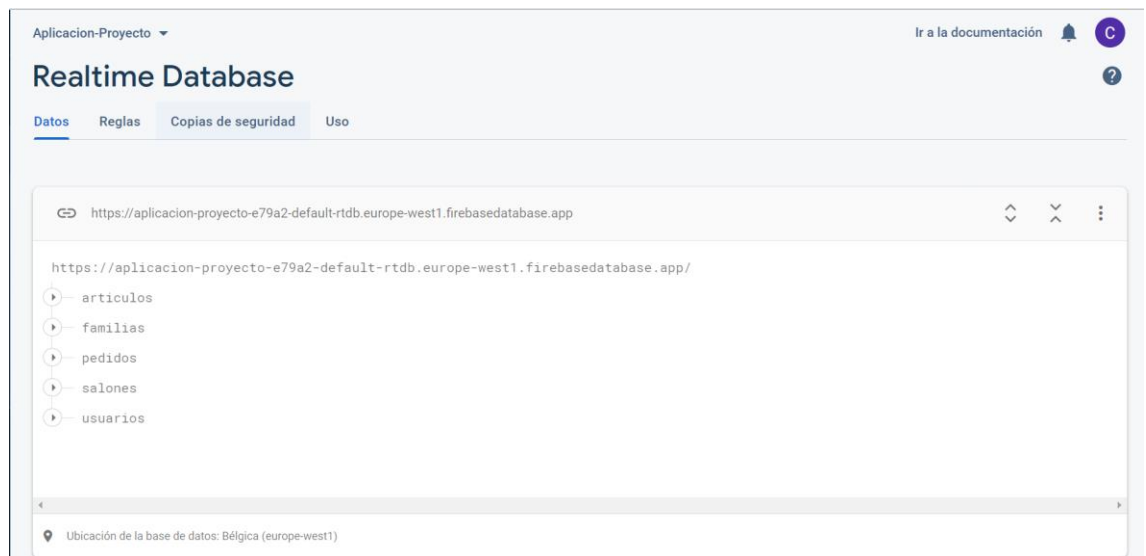 Aplicacion-Proyecto Ir a la documentación C
Realtime Database
Datos Reglas Copias de seguridad Uso
https://aplicacion-proyecto-e79a2-default-rtdb.europe-west1.firebasedatabase.app
https://aplicacion-proyecto-e79a2-default-rtdb.europe-west1.firebasedatabase.app/
articulos
familias
pedidos
salones
usuarios
Ubicación de la base de datos: Bélgica (europe-west1)